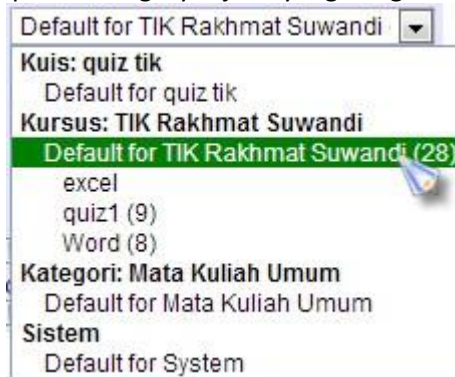 Default for TIK Rakhmat Suwandi
Kuis: quiz tik
Default for quiz tik
Kursus: TIK Rakhmat Suwandi
Default for TIK Rakhmat Suwandi (28)
excel
quiz1 (9)
Word (8)
Kategori: Mata Kuliah Umum
Default for Mata Kuliah Umum
Sistem
Default for System